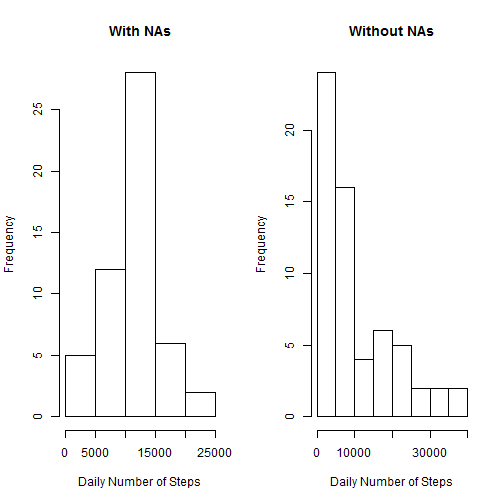 With NAs
Frequency
0
5
10
15
20
25
0 5000 15000 25000
Daily Number of Steps
Without NAs
Frequency
0
5
10
15
20
0 10000 30000
Daily Number of Steps